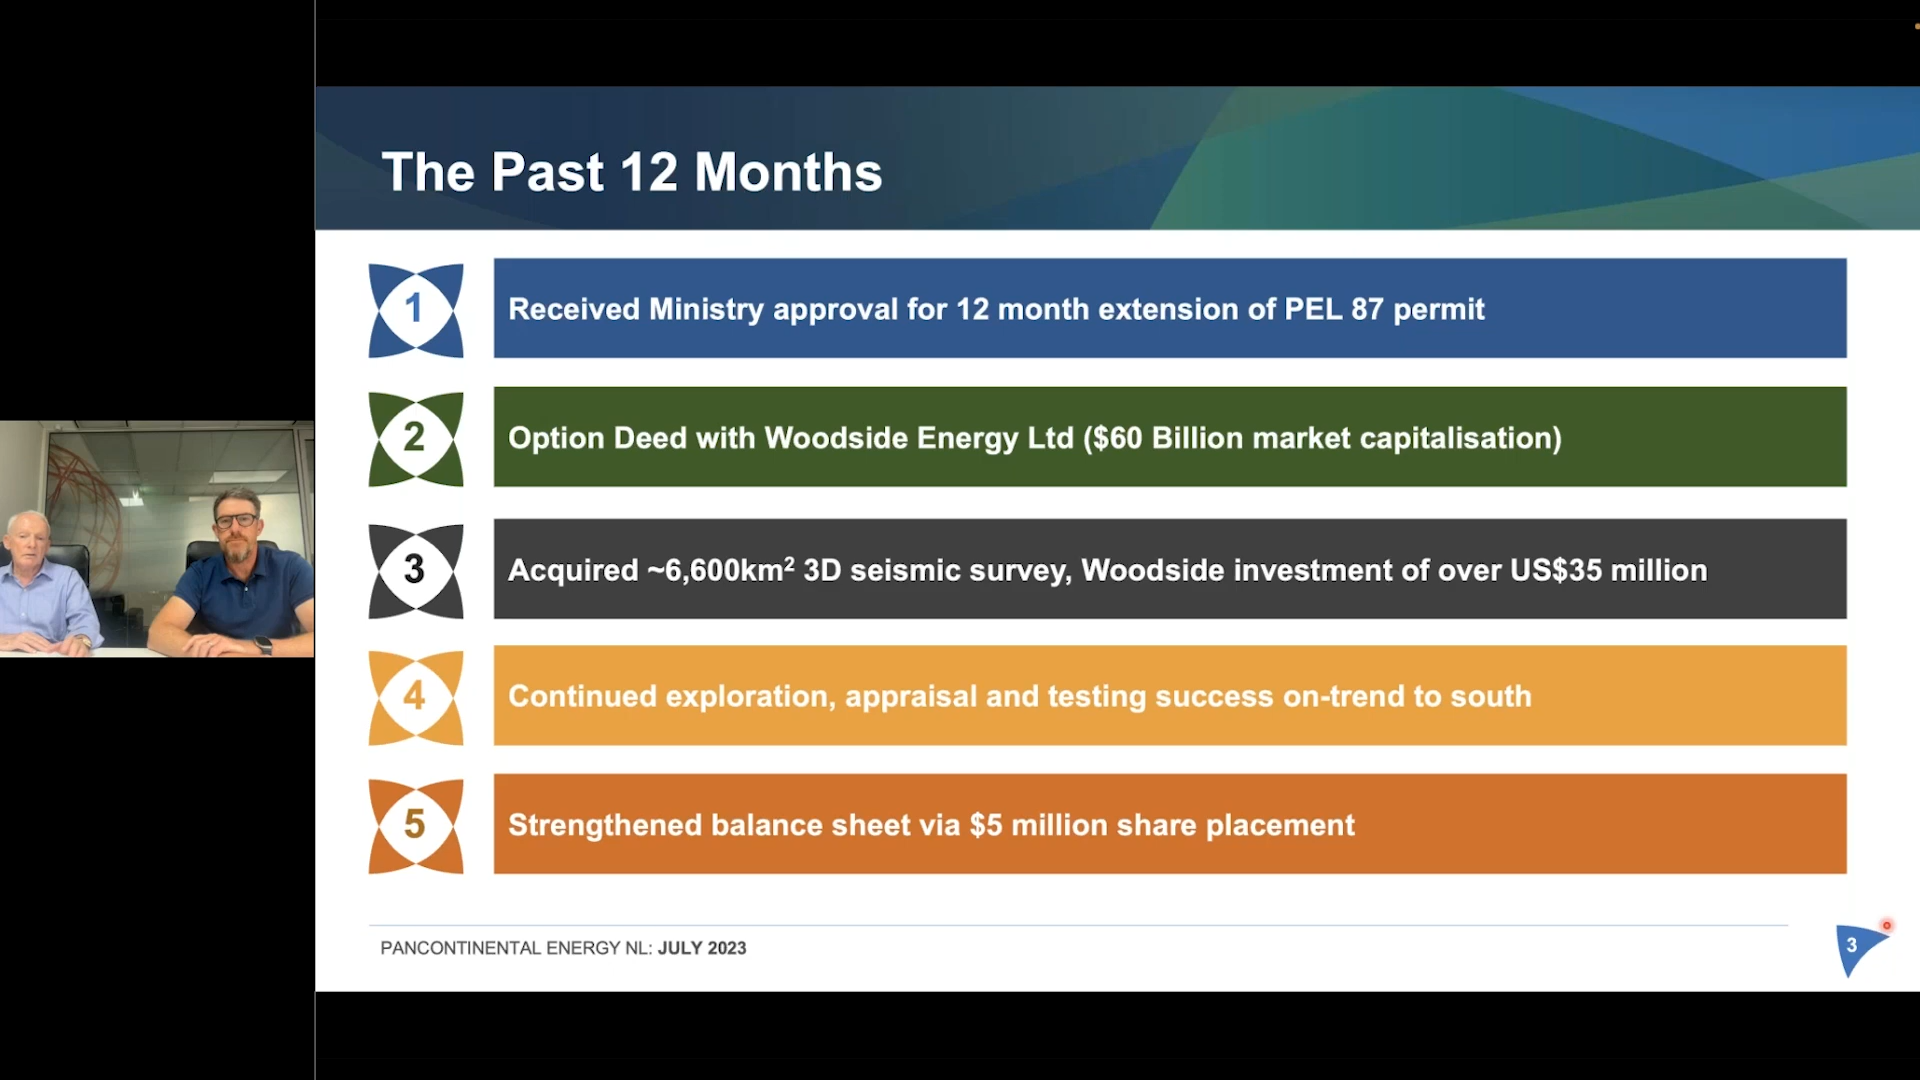 The Past 12 Months
1
Received Ministry approval for 12 month extension of PEL 87 permit
2
Option Deed with Woodside Energy Ltd ($60 Billion market capitalisation)
3
Acquired ~6,600km² 3D seismic survey, Woodside investment of over US$35 million
4
Continued exploration, appraisal and testing success on-trend to south
5
Strengthened balance sheet via $5 million share placement
PANCONTINENTAL ENERGY NL: JULY 2023
3